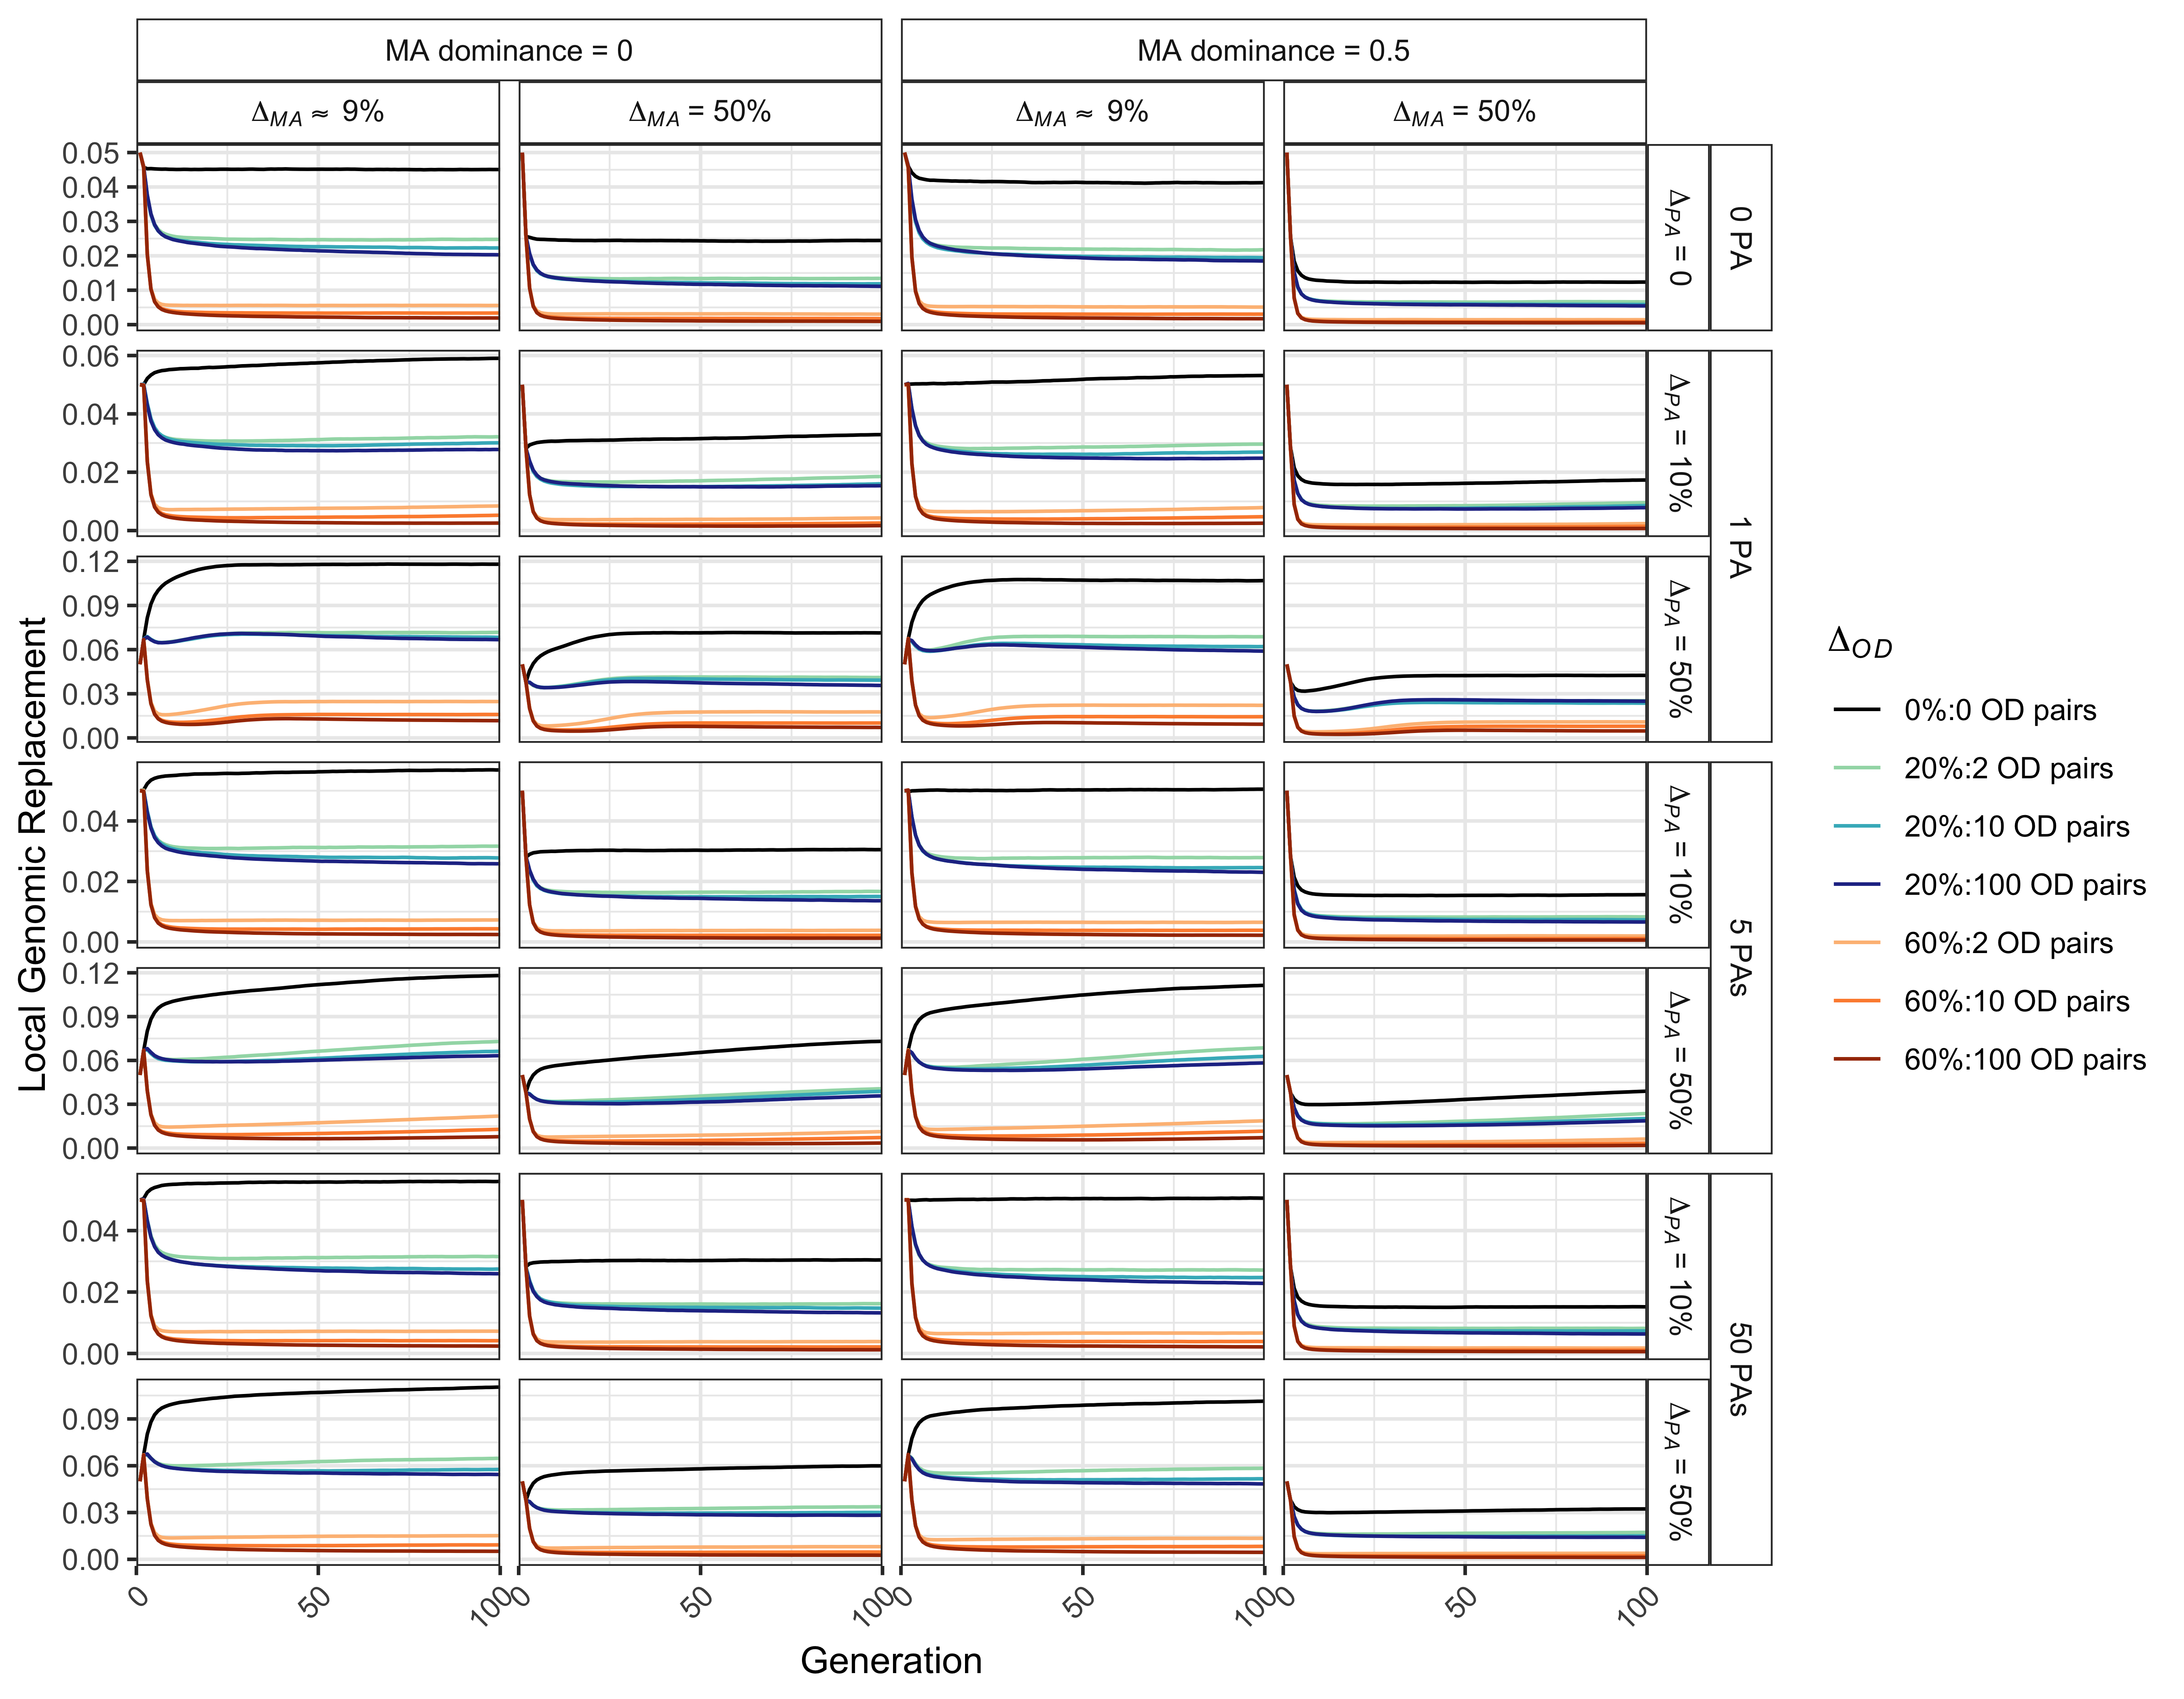 MA dominance = 0
MA dominance = 0.5
ΔMA ≈ 9%
ΔMA = 50%
ΔMA ≈ 9%
ΔMA = 50%
0.05
0.04
0.03
0.02
0.01
0.00
ΔPA = 0
0 PA
0.06
0.04
0.02
0.00
ΔPA = 10%
1 PA
0.12
0.09
0.06
0.03
0.00
ΔPA = 50%
0.04
0.02
0.00
ΔPA = 10%
5 PAs
0.12
0.09
0.06
0.03
0.00
ΔPA = 50%
0.04
0.02
0.00
ΔPA = 10%
50 PAs
0.09
0.06
0.03
0.00
ΔPA = 50%
0
50
100
0
50
100
0
50
100
0
50
100
Generation
Local Genomic Replacement
ΔOD
0%:0 OD pairs
20%:2 OD pairs
20%:10 OD pairs
20%:100 OD pairs
60%:2 OD pairs
60%:10 OD pairs
60%:100 OD pairs